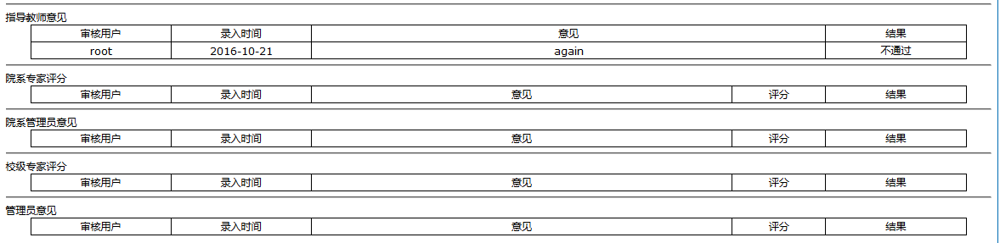 指导教师意见
审核用户 录入时间 意见 结果
root 2016-10-21 again 不通过
院系专家评分
审核用户 录入时间 意见 评分 结果
院系管理员意见
审核用户 录入时间 意见 评分 结果
校级专家评分
审核用户 录入时间 意见 评分 结果
管理员意见
审核用户 录入时间 意见 评分 结果